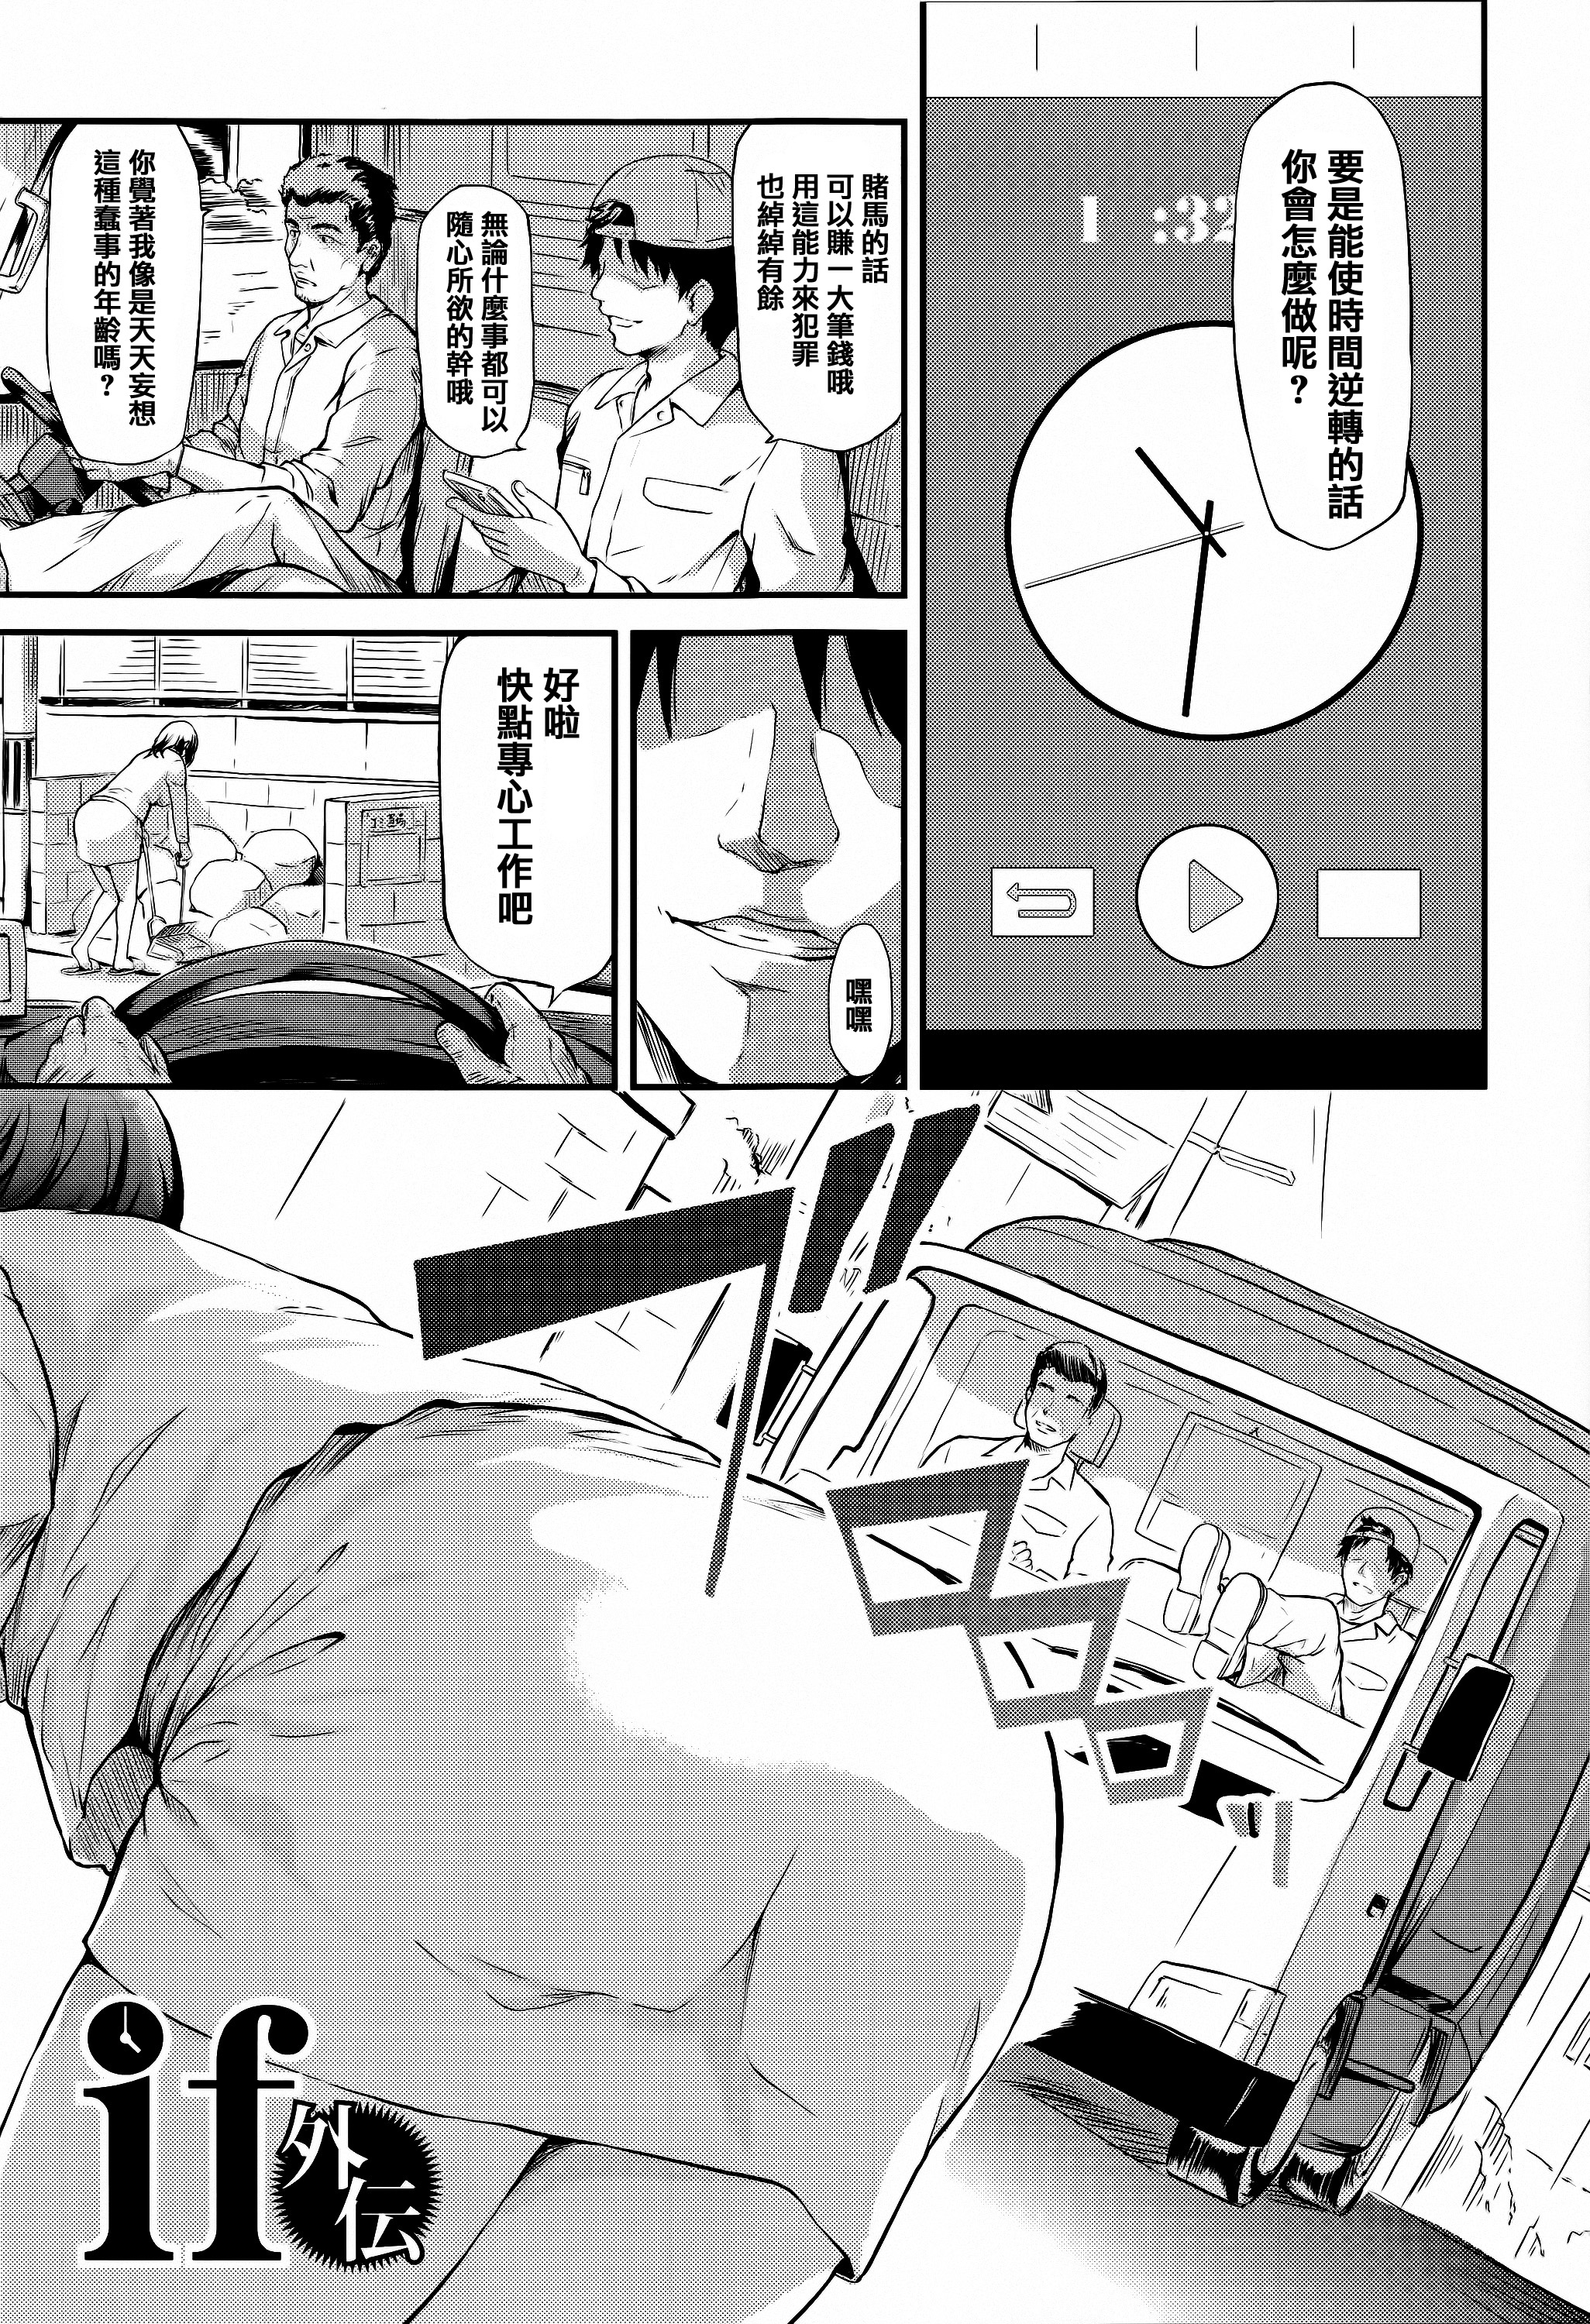 要是能使時間逆轉的話
你會怎麼做呢？
1 :32
賭馬的話
可以賺一大筆錢哦
用這能力來犯罪
也綽綽有餘
無論什麼事都可以
隨心所欲的幹哦
你覺著我像是天天妄想
這種蠢事的年齡嗎？
嘿嘿
好啦
快點專心工作吧
if
外伝